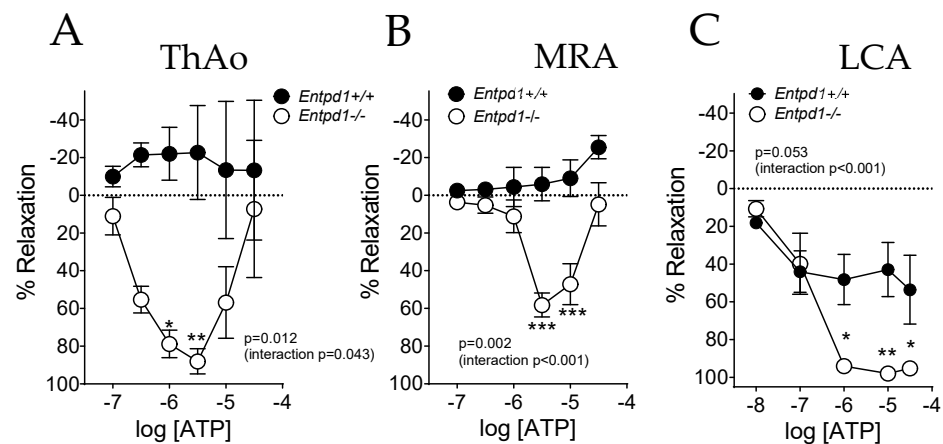 A
ThAo
Entpd1+/+
Entpd1-/-
-40
-20
0
20
40
60
80
100
% Relaxation
*
**
p=0.012
(interaction p=0.043)
-7
-6
-5
-4
log [ATP]
B
MRA
Entpd1+/+
Entpd1-/-
-40
-20
0
20
40
60
80
100
% Relaxation
***
***
p=0.002
(interaction p<0.001)
-7
-6
-5
-4
log [ATP]
C
LCA
Entpd1+/+
Entpd1-/-
p=0.053
(interaction p<0.001)
-40
-20
0
20
40
60
80
100
% Relaxation
*
**
*
-8
-7
-6
-5
-4
log [ATP]